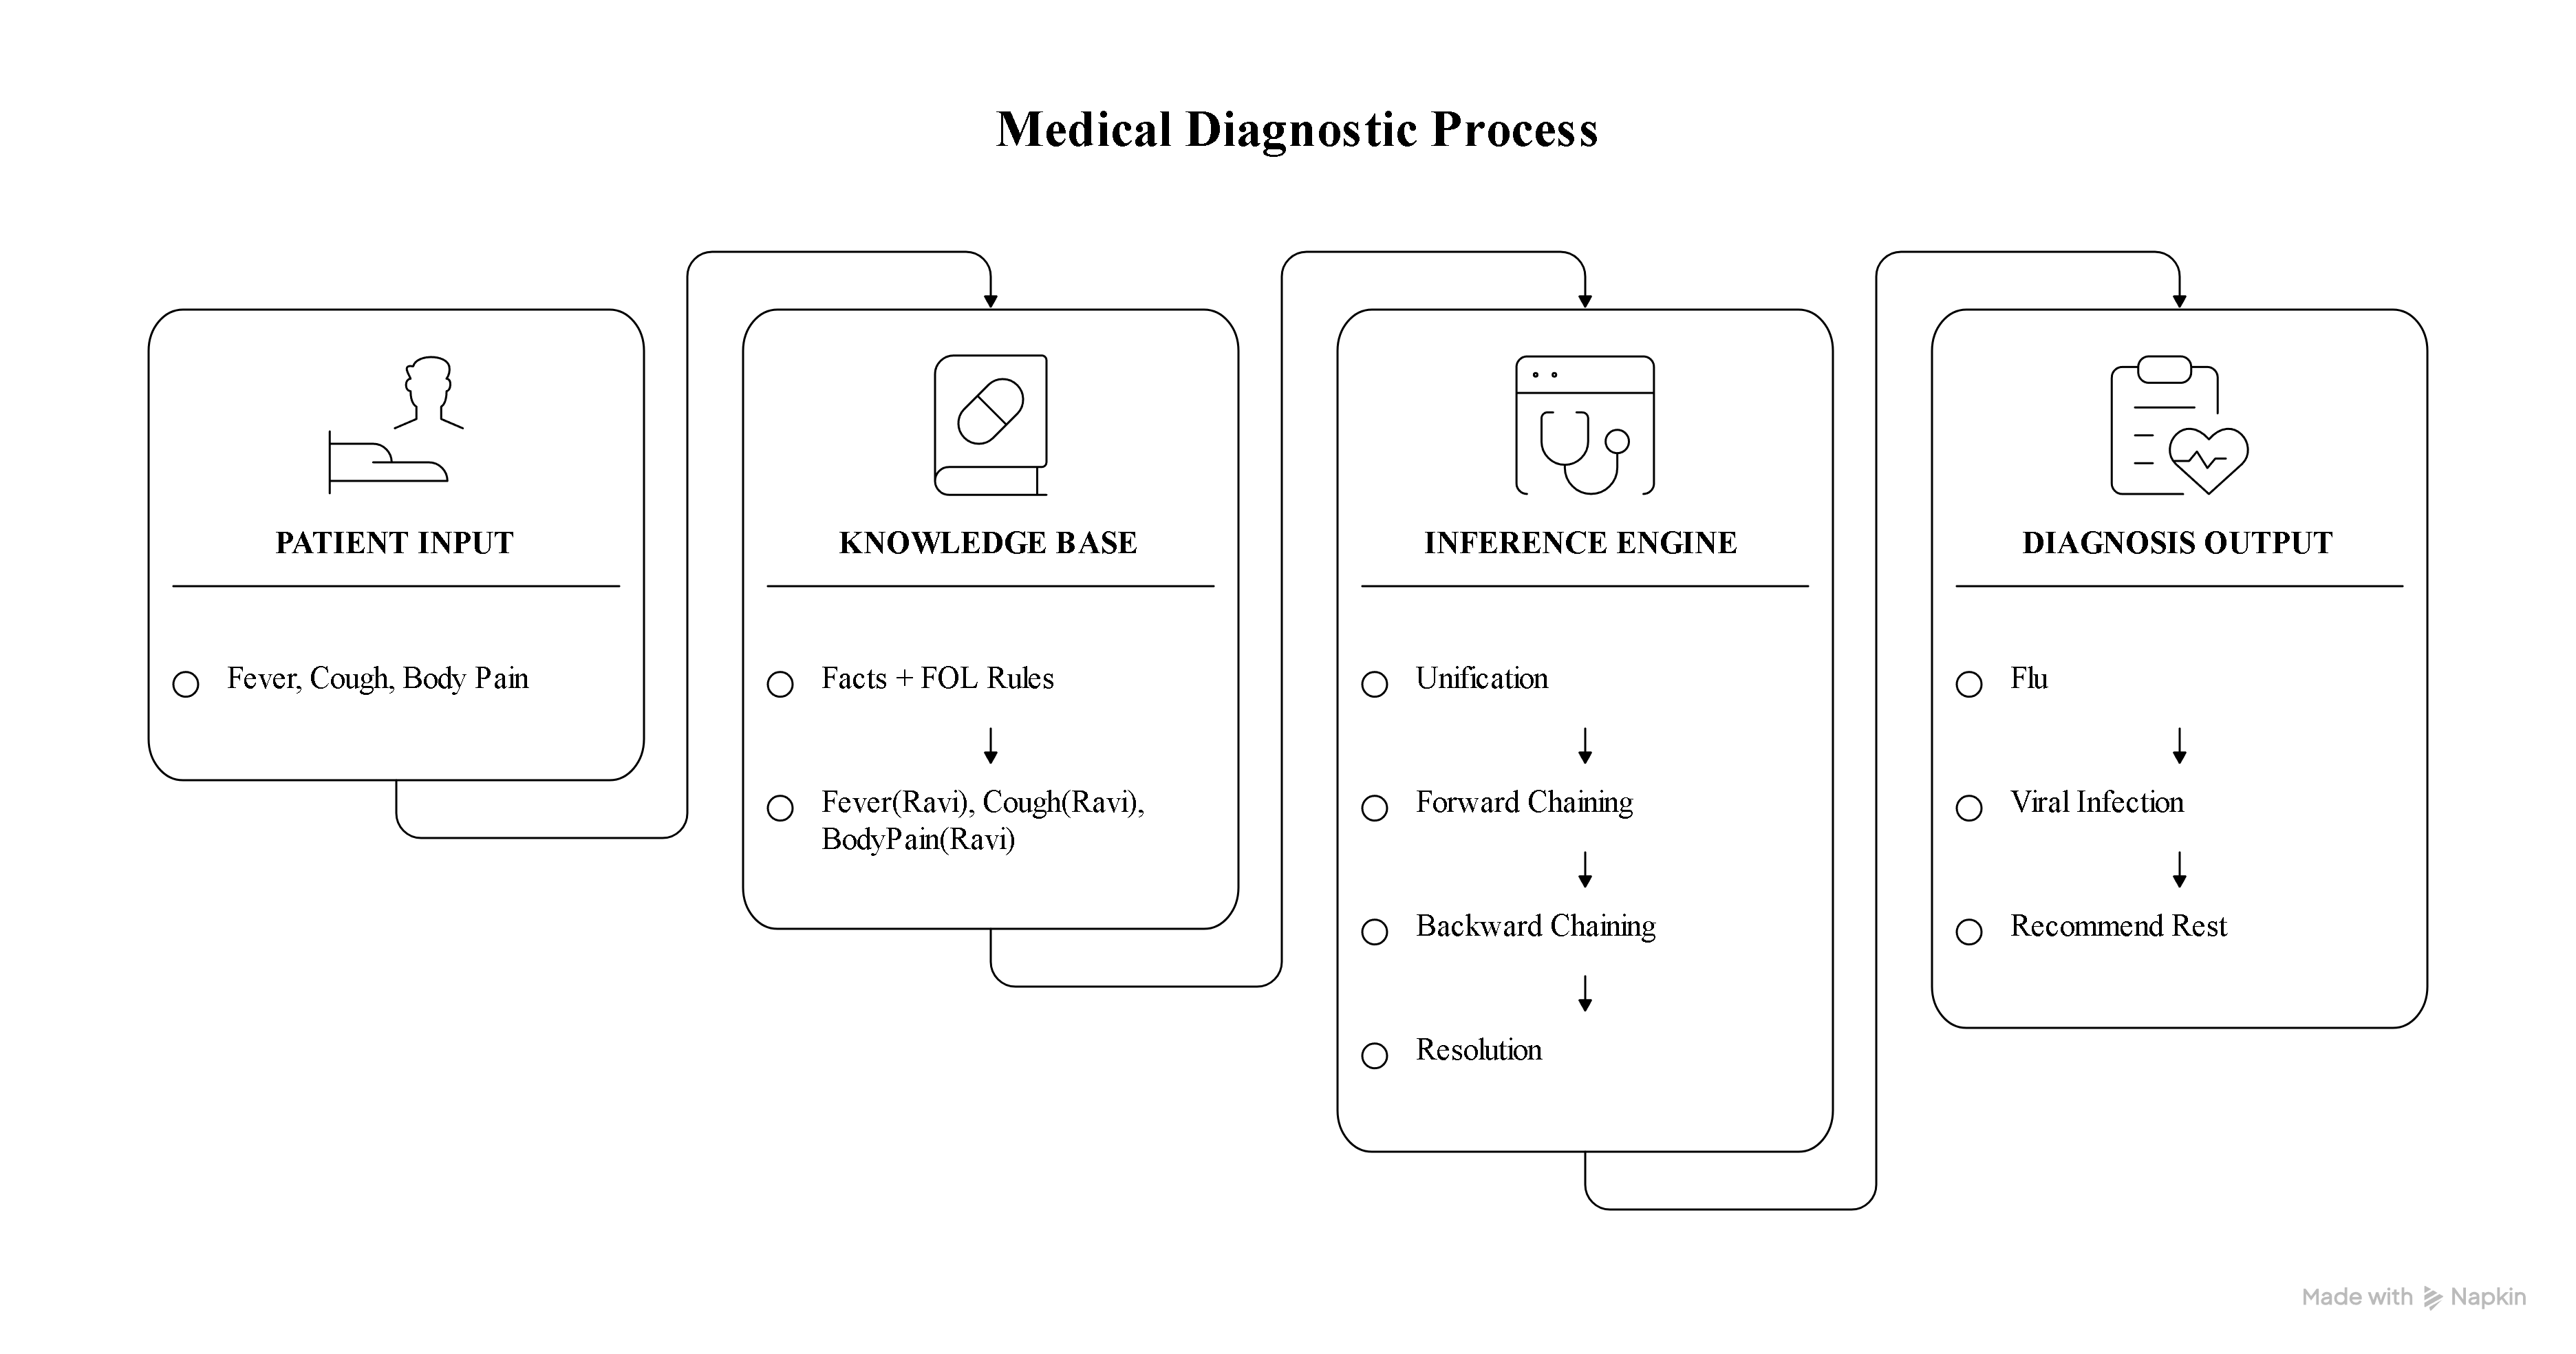 Medical Diagnostic Process
PATIENT INPUT
Fever, Cough, Body Pain
KNOWLEDGE BASE
Facts + FOL Rules
Fever(Ravi), Cough(Ravi),
BodyPain(Ravi)
INFERENCE ENGINE
Unification
Forward Chaining
Backward Chaining
Resolution
DIAGNOSIS OUTPUT
Flu
Viral Infection
Recommend Rest
Made with Napkin